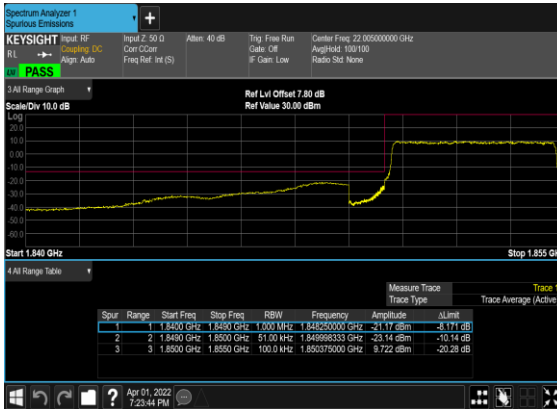 Spectrum Analyzer 1
Spurious Emissions
+
KEYSIGHT Input: RF Input Z: 50 Ω Atten: 40 dB Trig: Free Run Center Freq: 22.005000000 GHz
RL Coupling: DC Corr CCorr Gate: Off Avg|Hold: 100/100
Align: Auto Freq Ref: Int (S) IF Gain: Low Radio Std: None
LXI PASS
3 All Range Graph
Ref Lvl Offset 7.80 dB
Scale/Div 10.0 dB Ref Value 30.00 dBm
Log
20.0
10.0
0.00
-10.0
-20.0
-30.0
-40.0
-50.0
-60.0
Start 1.840 GHz Stop 1.855 GH
4 All Range Table
Measure Trace Trace 1
Trace Type Trace Average (Active
Spur Range Start Freq Stop Freq RBW Frequency Amplitude ΔLimit
1 1 1.8400 GHz 1.8490 GHz 1.000 MHz 1.848250000 GHz -21.17 dBm -8.171 dB
2 2 1.8490 GHz 1.8500 GHz 51.00 kHz 1.849998333 GHz -23.14 dBm -10.14 dB
3 3 1.8500 GHz 1.8550 GHz 100.0 kHz 1.850375000 GHz 9.722 dBm -20.28 dB
?
Apr 01, 2022
7:23:44 PM